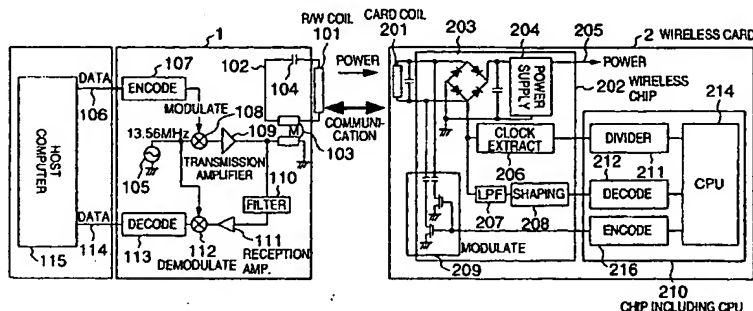 1
101
R/W COIL
POWER
COMMUNI-
CATION
CARD COIL
201
203
204
205
2 WIRELESS CARD
POWER
202 WIRELESS
CHIP
POWER
SUPPLY
DATA
106
107
ENCODE
MODULATE
102
104
13.56MHz
108
109
M
103
TRANSMISSION
AMPLIFIER
105
110
FILTER
HOST
COMPUTER
115
DATA
114
DECODE
113
DEMODULATE
112
111
RECEPTION
AMP.
CLOCK
EXTRACT
206
DIVIDER
211
212
214
CPU
LPF
207
SHAPING
208
DECODE
MODULATE
209
ENCODE
216
210
CHIP INCLUDING CPU